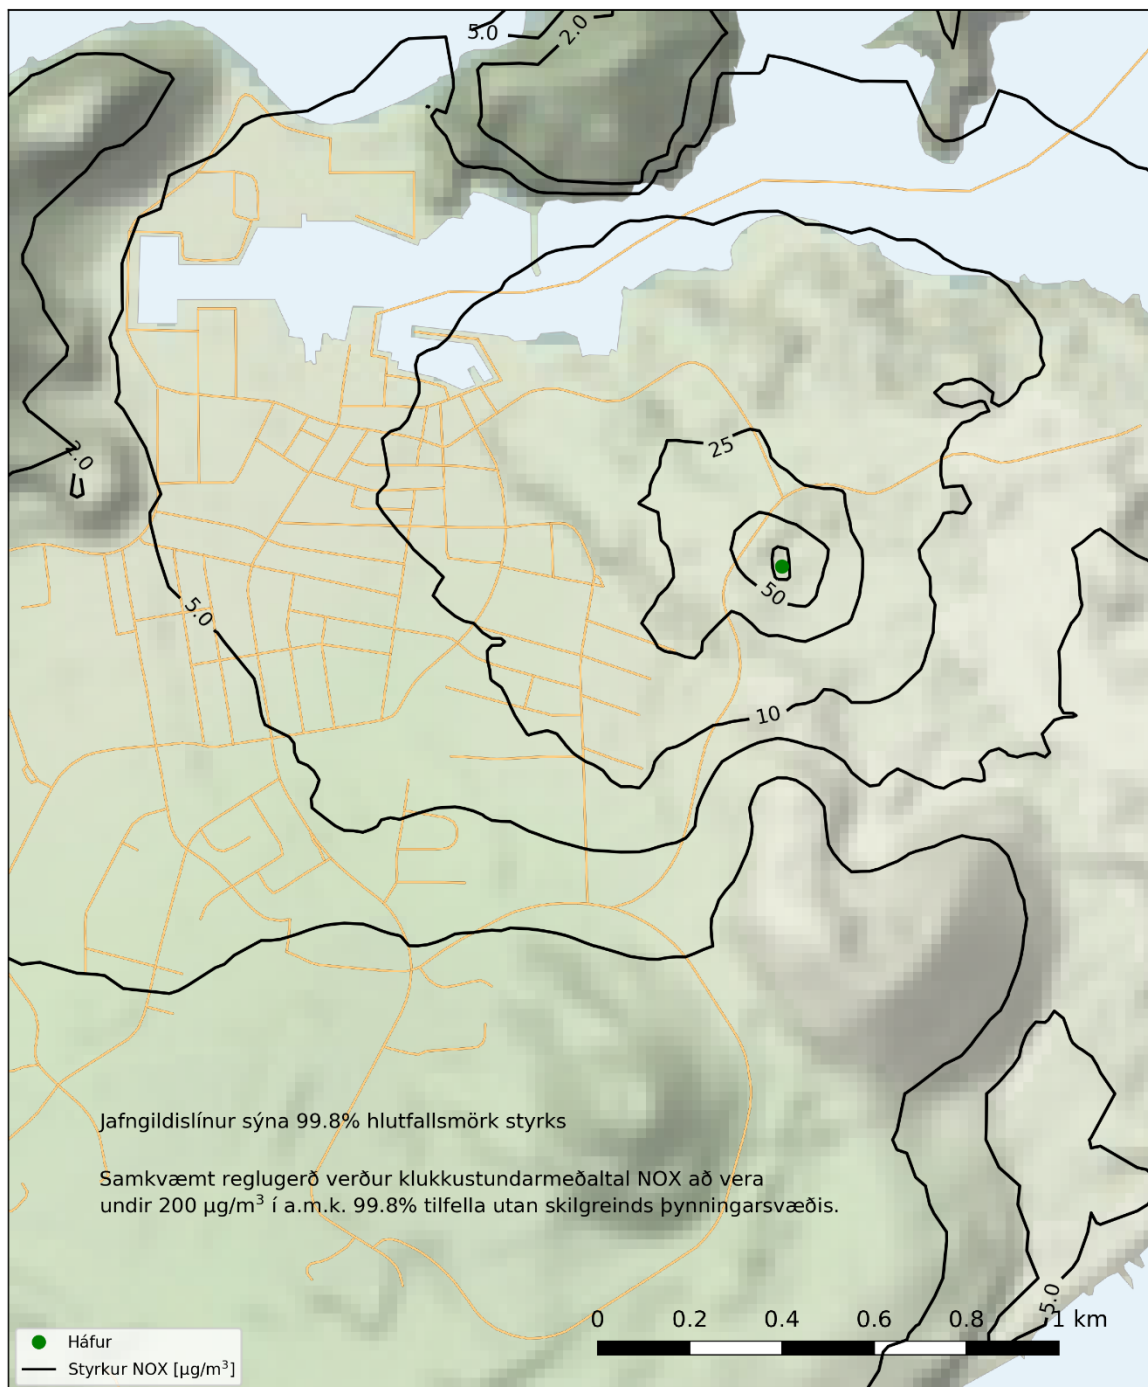 5.0
2.0
25
2.0
50
5.0
10
Jafngildislínur sýna 99.8% hlutfallsmörk styrks
Samkvæmt reglugerð verður klukkustundarmeðaltal NOX að vera
undir 200 µg/m³ í a.m.k. 99.8% tilfella utan skilgreinds þynningarsvæðis.
5.0
0 0.2 0.4 0.6 0.8 1 km
Háfur
Styrkur NOX [µg/m³]